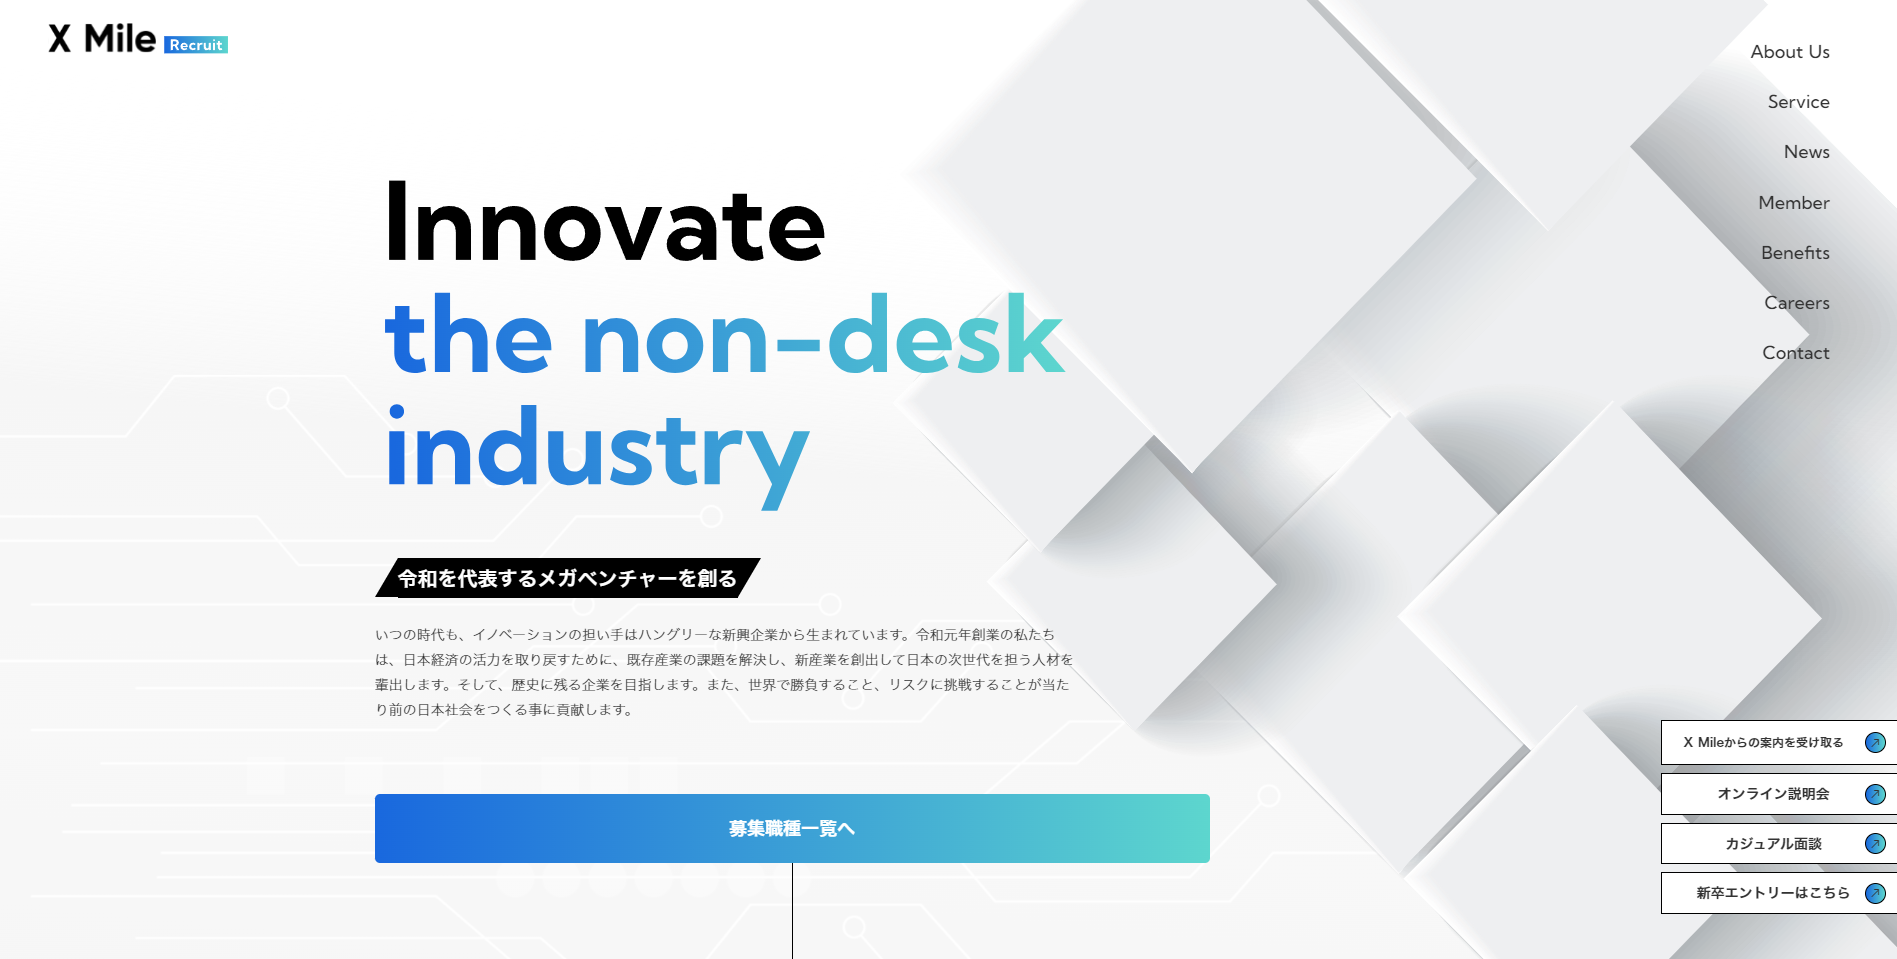 X Mile Recruit
About Us
Service
News
Member
Benefits
Careers
Contact
Innovate
the non-desk
industry
令和を代表するメガベンチャーを創る
いつの時代も、イノベーションの担い手はハングリーな新興企業から生まれています。令和元年創業の私たち
は、日本経済の活力を取り戻すために、既存産業の課題を解決し、新産業を創出して日本の次世代を担う人材を
輩出します。そして、歴史に残る企業を目指します。また、世界で勝負すること、リスクに挑戦することが当た
り前の日本社会をつくる事に貢献します。
募集職種一覧へ
X Mileからの案内を受け取る
オンライン説明会
カジュアル面談
新卒エントリーはこちら